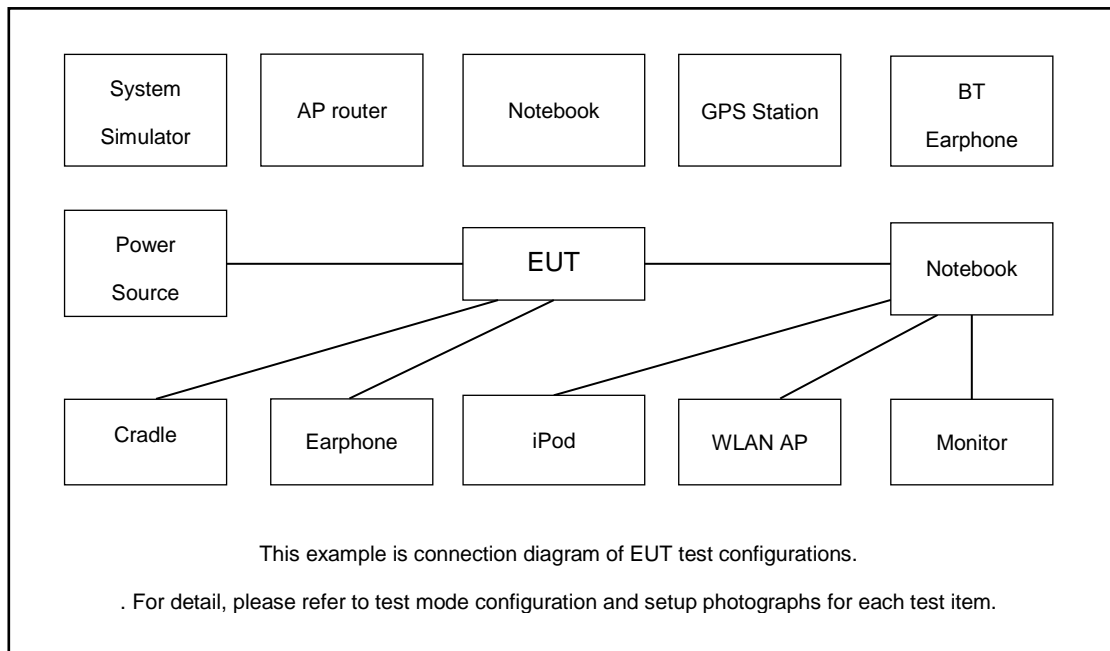 System
Simulator
AP router
Notebook
GPS Station
BT
Earphone
Power
Source
EUT
Notebook
Cradle
Earphone
iPod
WLAN AP
Monitor
This example is connection diagram of EUT test configurations.
. For detail, please refer to test mode configuration and setup photographs for each test item.